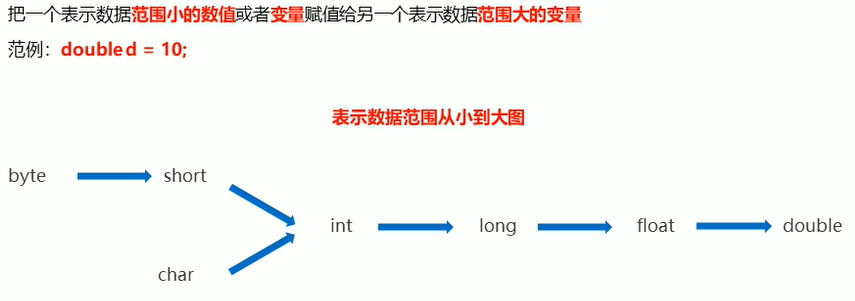 把一个表示数据范围小的数值或者变量赋值给另一个表示数据范围大的变量
范例：double d = 10;
表示数据范围从小到大图
byte
short
int
long
float
double
char